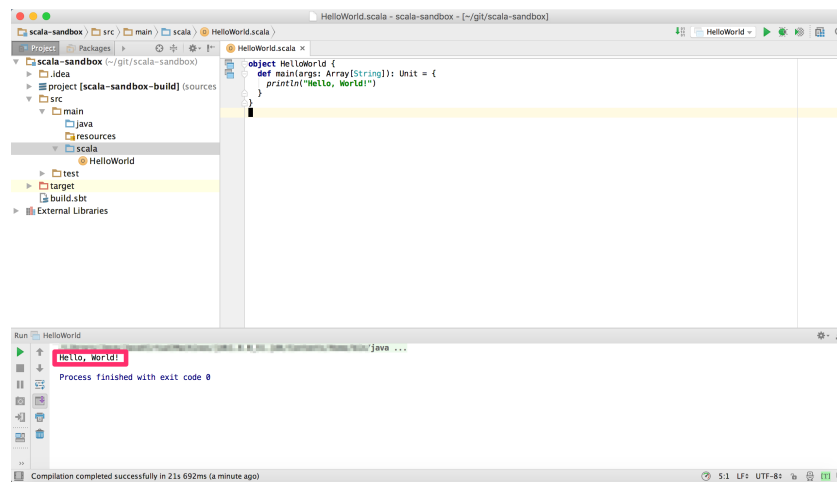 HelloWorld.scala - scala-sandbox - [~/git/scala-sandbox]
scala-sandbox src main scala HelloWorld.scala
HelloWorld
Project Packages
HelloWorld.scala ×
scala-sandbox (~/git/scala-sandbox)
.idea
project [scala-sandbox-build] (sources
src
main
java
resources
scala
HelloWorld
test
target
build.sbt
External Libraries
object HelloWorld {
def main(args: Array[String]): Unit = {
println("Hello, World!")
}
}
Run HelloWorld
/java ...
Hello, World!
Process finished with exit code 0
Compilation completed successfully in 21s 692ms (a minute ago)
5:1 LF÷ UTF-8÷ [T]